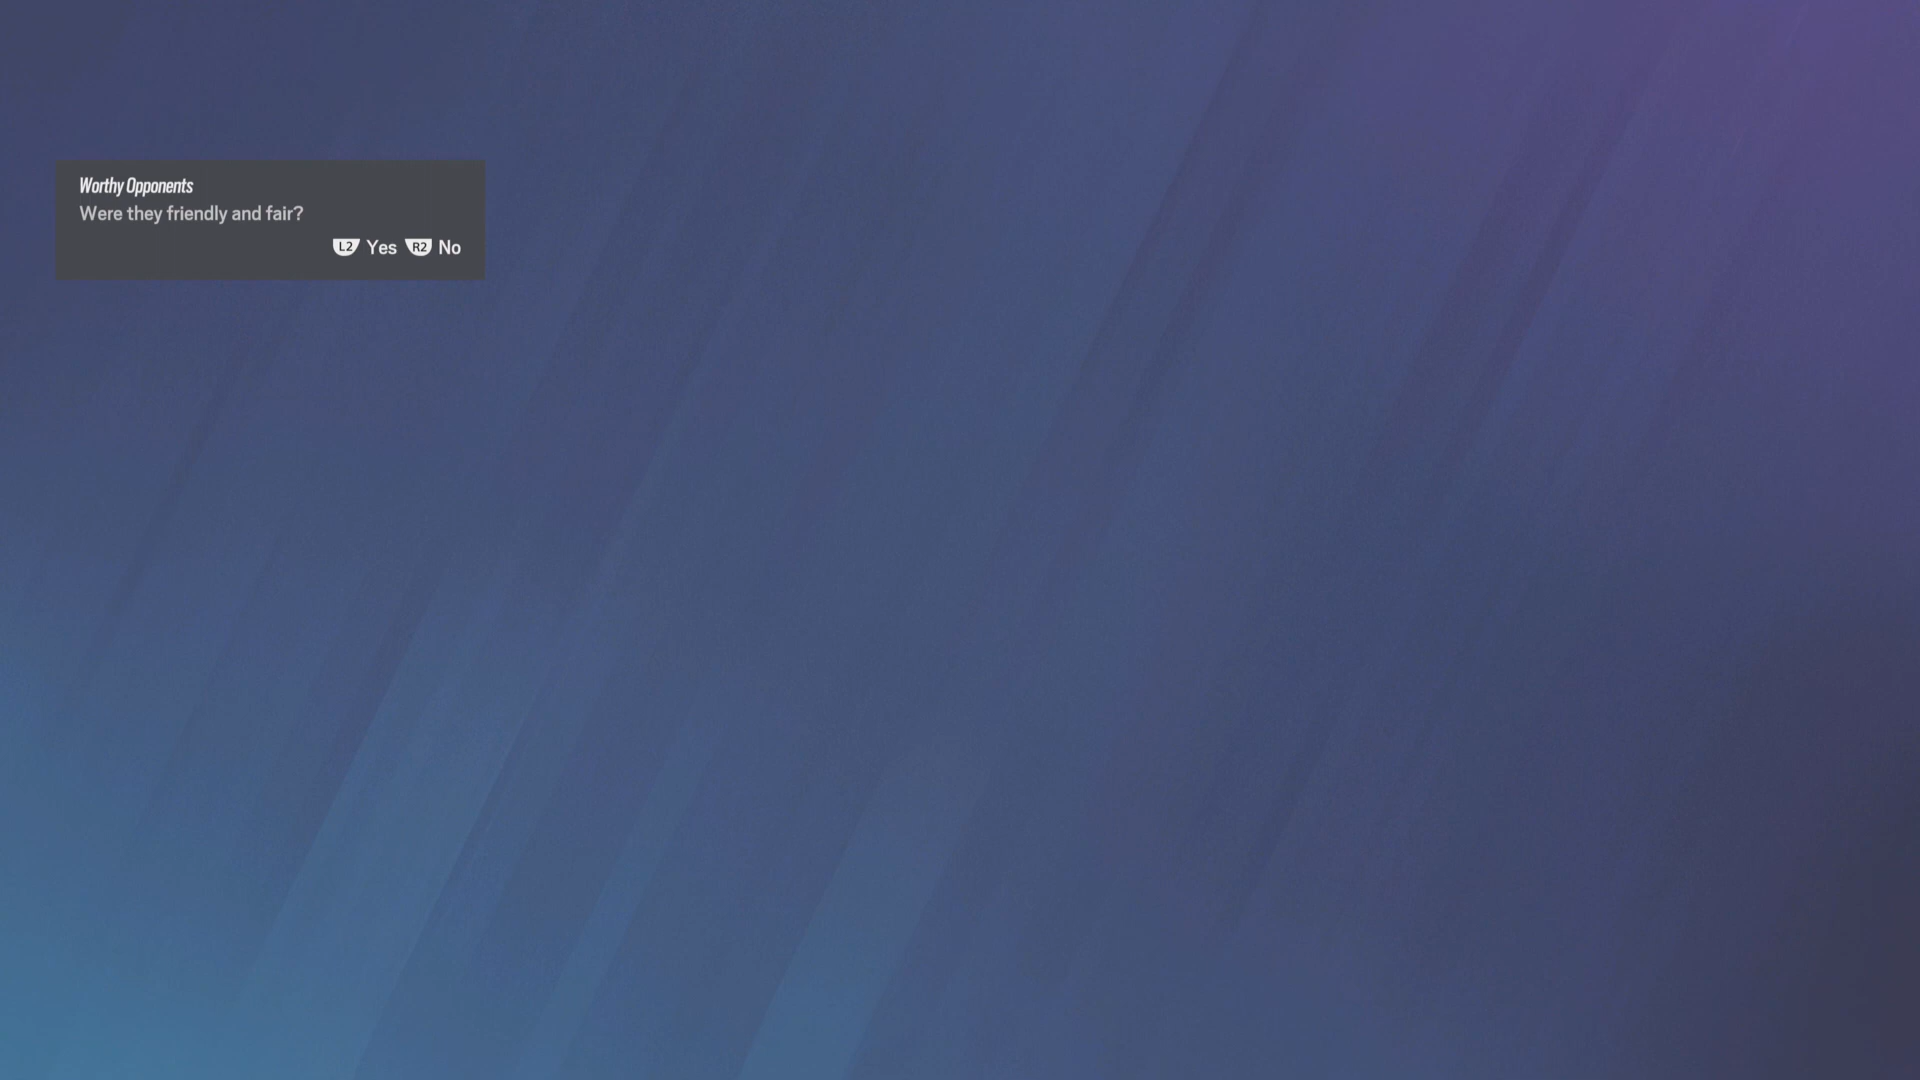 Worthy Opponents
Were they friendly and fair?
L2 Yes R2 No